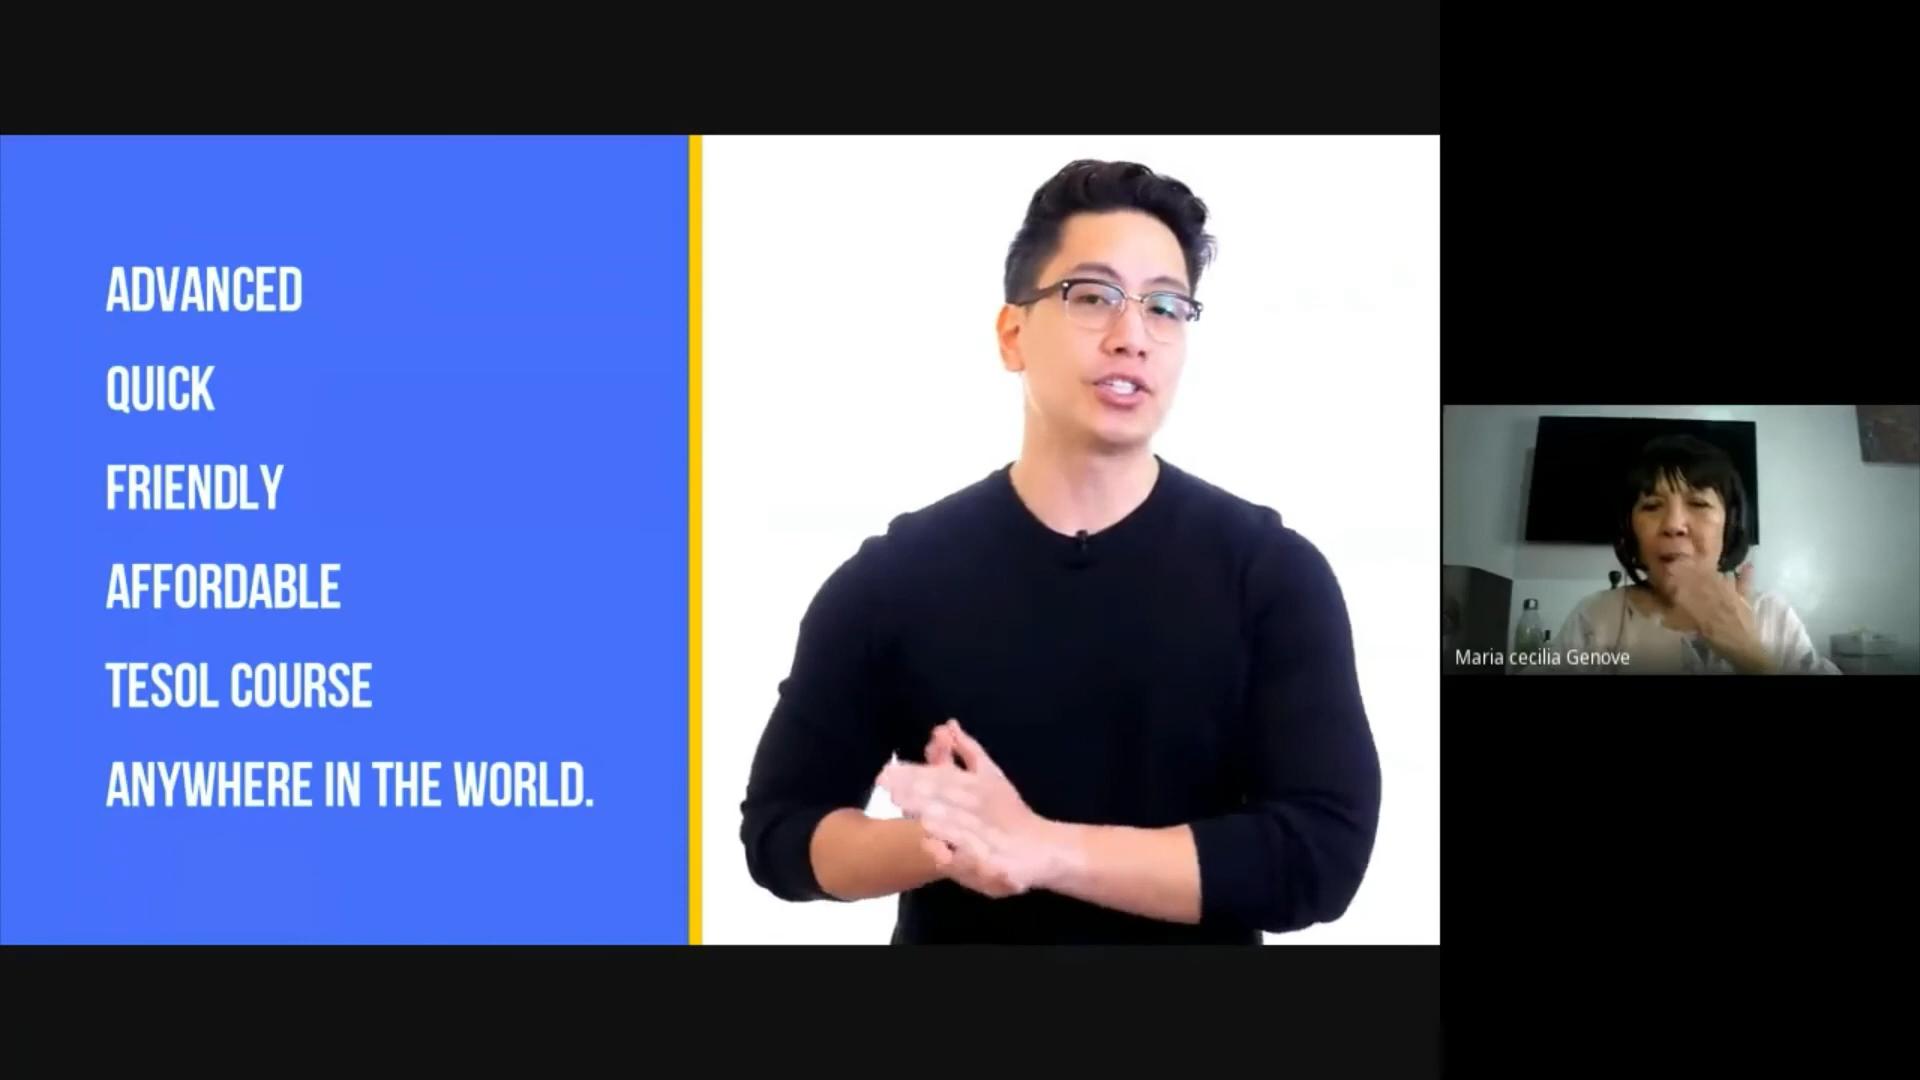 ADVANCED
QUICK
FRIENDLY
AFFORDABLE
TESOL COURSE
ANYWHERE IN THE WORLD.
Maria cecilia Genove